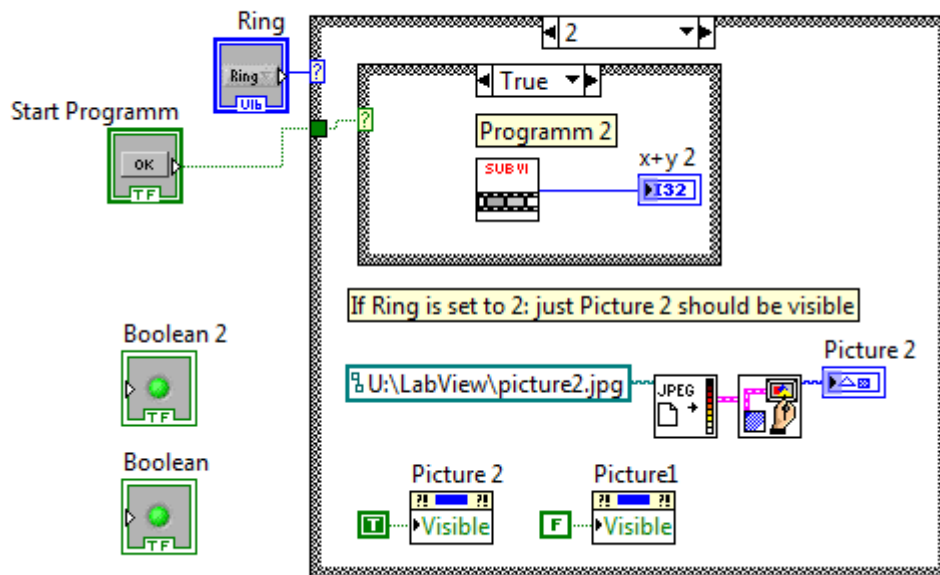 Ring
2
Ring
U16
?
True
Start Programm
?
OK
TF
Programm 2
SUB VI
x+y 2
I32
If Ring is set to 2: just Picture 2 should be visible
Boolean 2
TF
Picture 2
U:\LabView\picture2.jpg
JPEG
Boolean
TF
Picture 2
Picture1
?! ?!
?! ?!
T
Visible
F
Visible